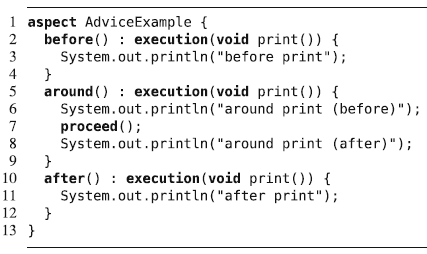 1 aspect AdviceExample {
2   before() : execution(void print()) {
3     System.out.println("before print");
4   }
5   around() : execution(void print()) {
6     System.out.println("around print (before)");
7     proceed();
8     System.out.println("around print (after)");
9   }
10   after() : execution(void print()) {
11     System.out.println("after print");
12   }
13 }